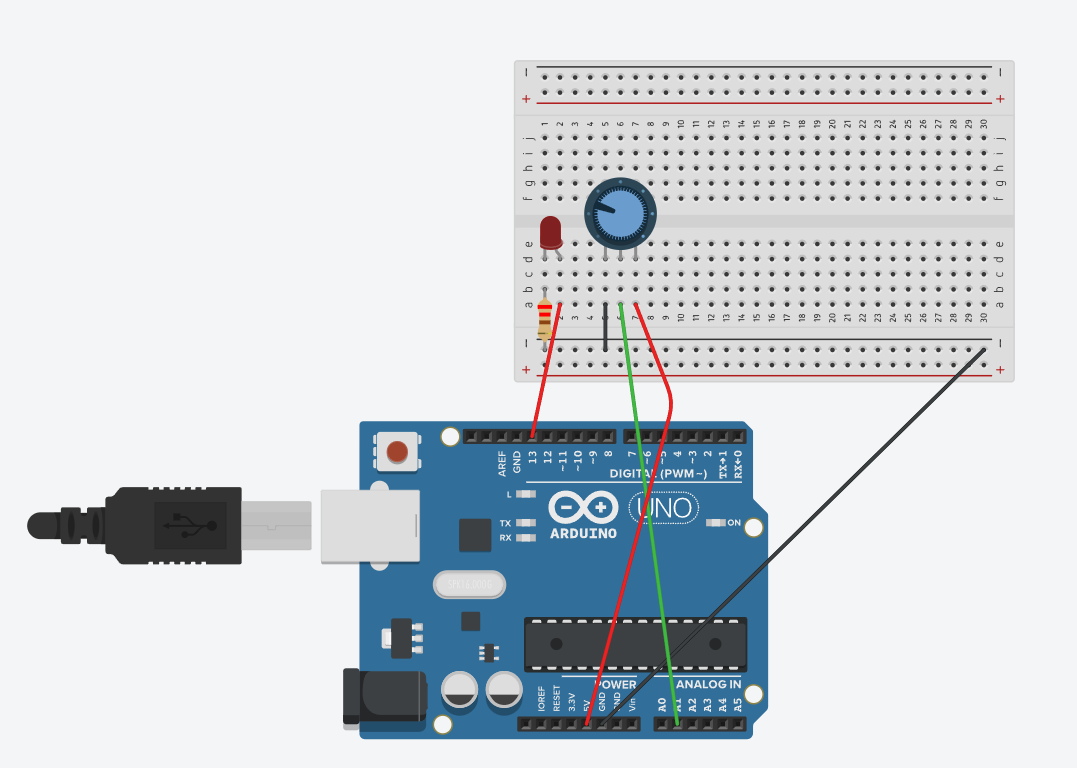 − −
+ +
1 2 3 4 5 6 7 8 9 10 11 12 13 14 15 16 17 18 19 20 21 22 23 24 25 26 27 28 29 30
j j
i i
h h
g g
f f
e e
d d
c c
b b
a a
2 3 4 5 6 7 8 9 10 11 12 13 14 15 16 17 18 19 20 21 22 23 24 25 26 27 28 29 30
− −
+ +
AREF GND 13 12 ~11 ~10 ~9 8 7 ~6 ~5 4 ~3 2 TX→1 RX←0
DIGITAL (PWM ~)
L
UNO
TX ON
RX ARDUINO
POWER ANALOG IN
IOREF RESET 3.3V 5V GND GND Vin A0 A1 A2 A3 A4 A5